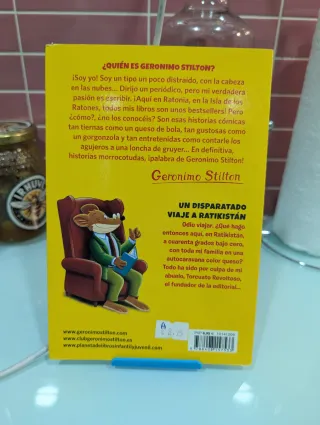 ¿QUIÉN ES GERONIMO STILTON?
¡Soy yo! Soy un tipo un poco distraído, con la cabeza
en las nubes... Dirijo un periódico, pero mi verdadera
pasión es escribir. ¡Aquí en Ratonia, en la Isla de los
Ratones, todos mis libros son unos bestsellers! Pero
¿cómo?, ¿no los conocéis? Son esas historias cómicas
tan tiernas como un queso de bola, tan gustosas como
un gorgonzola y tan entretenidas como contarle los
agujeros a una loncha de gruyer... En definitiva,
historias morrocotudas, ¡palabra de Geronimo Stilton!
Geronimo Stilton
UN DISPARATADO
VIAJE A RATIKISTÁN
Odio viajar. ¿Qué hago
entonces aquí, en Ratikistán,
a cuarenta grados bajo cero,
con toda mi familia en una
autocaravana color queso?
Todo ha sido por culpa de mi
abuelo, Torcuato Revoltosi,
el fundador de la editorial...
www.geronimostilton.com
www.clubgeronimostilton.es
www.planetadelibrosinfantilyjuvenil.com